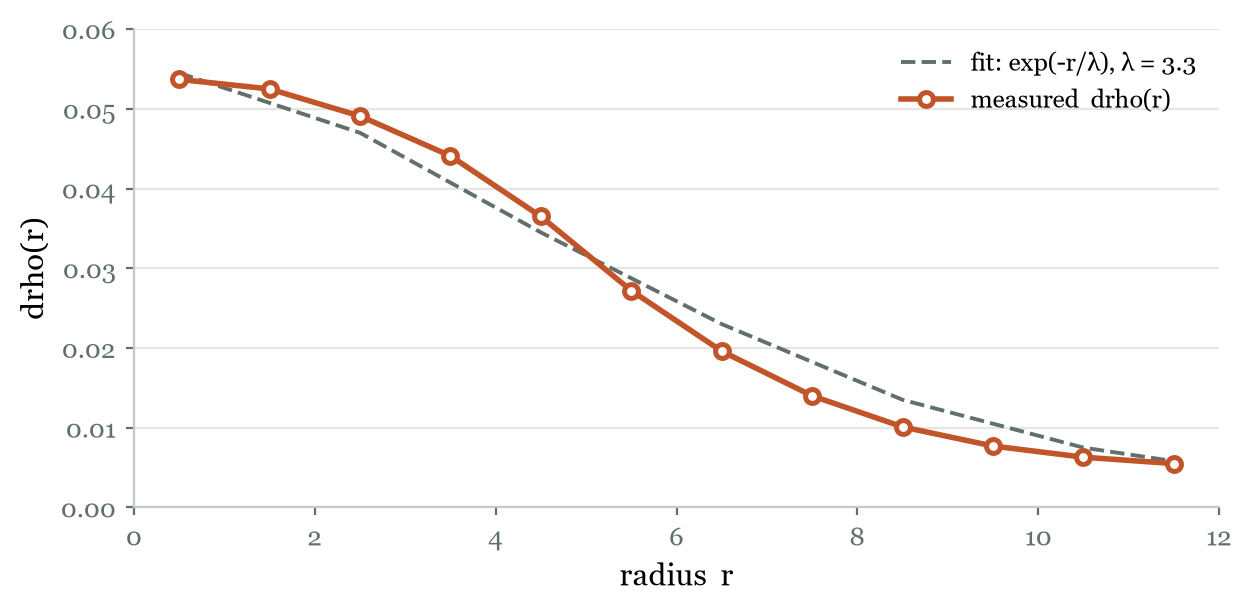 fit: exp(-r/λ), λ = 3.3
measured drho(r)
0.06
0.05
0.04
0.03
0.02
0.01
0.00
drho(r)
0 2 4 6 8 10 12
radius r